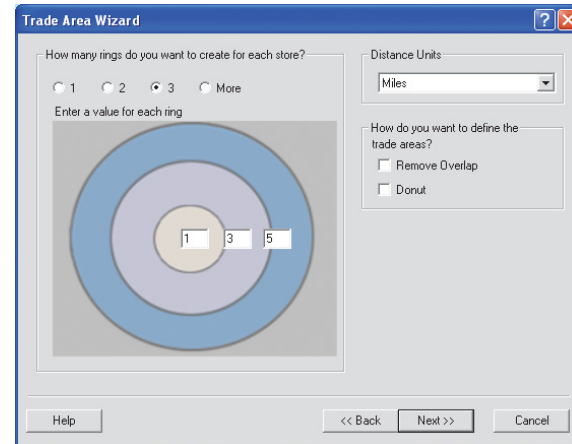 Trade Area Wizard
How many rings do you want to create for each store?
1 2 3 More
Enter a value for each ring
1 3 5
Distance Units
Miles
How do you want to define the
trade areas?
Remove Overlap
Donut
Help
<< Back
Next >>
Cancel